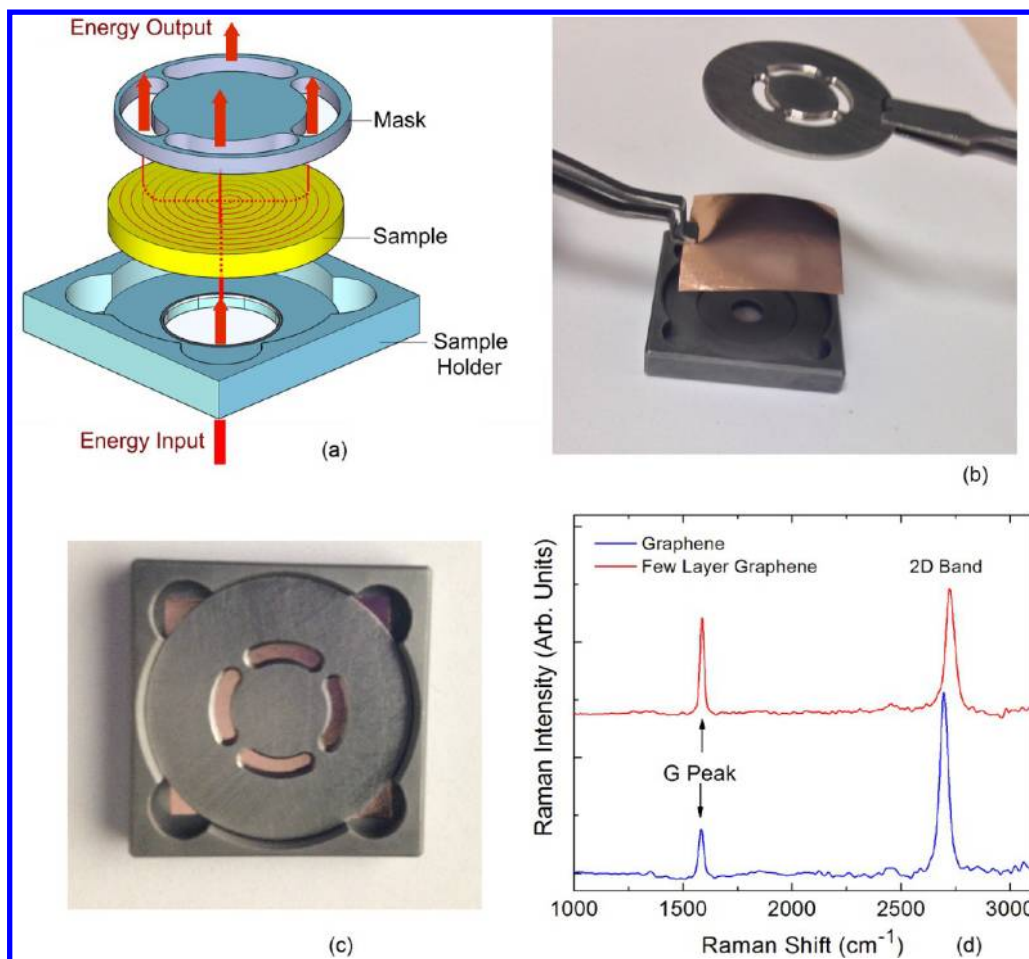 Energy Output
Mask
Sample
Sample
Holder
Energy Input
(a)
(b)
(c)
Graphene
Few Layer Graphene
2D Band
G Peak
Raman Intensity (Arb. Units)
1000 1500 2000 2500 3000
Raman Shift (cm⁻¹)
(d)